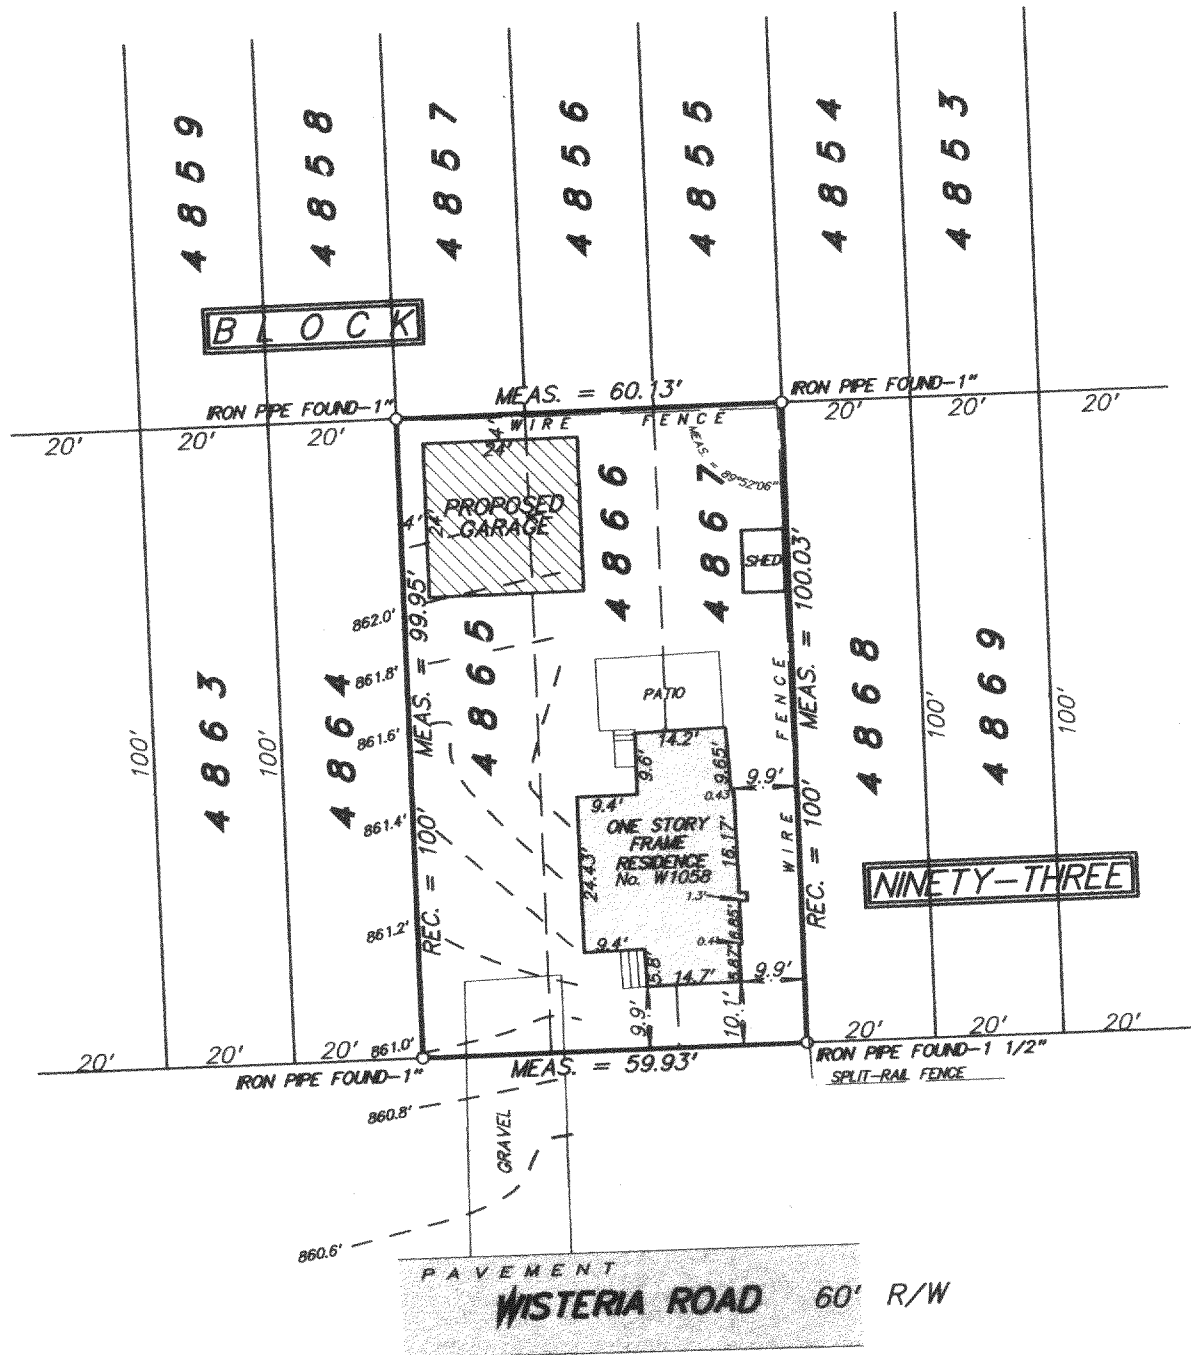 4859
4858
4857
4856
4855
4854
4853
BLOCK
MEAS. = 60.13'
IRON PIPE FOUND-1"
IRON PIPE FOUND-1"
20'
20'
20'
20'
20'
20'
WIRE FENCE
4'
24'
MEAS. = 89°52'06"
PROPOSED
GARAGE
4'
24'
4866
4867
SHED
862.0'
861.8'
861.6'
861.4'
861.2'
861.0'
860.8'
860.6'
4863
4864
4865
4868
4869
100'
100'
100'
100'
REC. = 100' MEAS. = 99.95'
REC. = 100' MEAS. = 100.03'
WIRE FENCE
PATIO
14.2'
9.6'
9.65'
9.4'
0.43'
9.9'
ONE STORY
FRAME
RESIDENCE
No. W1058
16.17'
24.43'
1.3'
6.85'
0.4'
9.4'
5.8'
14.7'
5.87'
9.9'
9.9'
10.1'
NINETY-THREE
20'
20'
20'
20'
20'
20'
IRON PIPE FOUND-1"
MEAS. = 59.93'
IRON PIPE FOUND-1 1/2"
SPLIT-RAIL FENCE
GRAVEL
PAVEMENT
WISTERIA ROAD 60' R/W